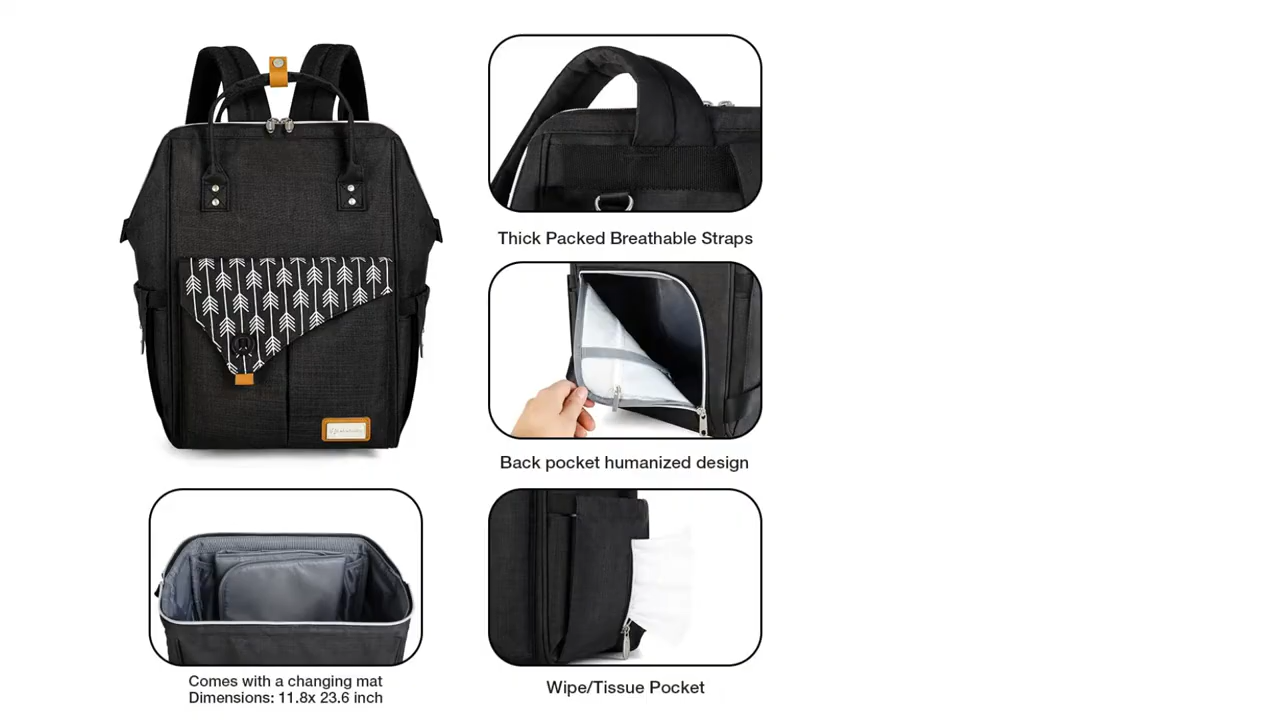 Thick Packed Breathable Straps
Back pocket humanized design
Comes with a changing mat
Dimensions: 11.8x 23.6 inch
Wipe/Tissue Pocket